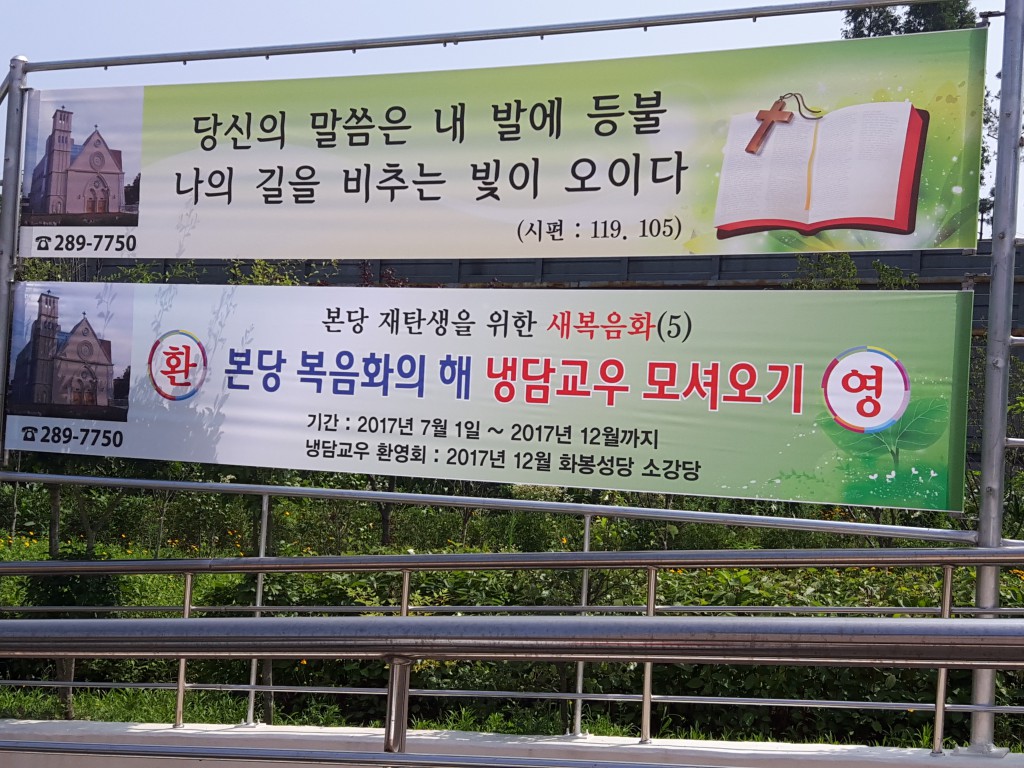 당신의 말씀은 내 발에 등불
나의 길을 비추는 빛이 오이다
(시편 : 119. 105)
☎289-7750
본당 재탄생을 위한 새복음화(5)
환 본당 복음화의 해 냉담교우 모셔오기 영
기간 : 2017년 7월 1일 ~ 2017년 12월까지
냉담교우 환영회 : 2017년 12월 화봉성당 소강당
☎289-7750